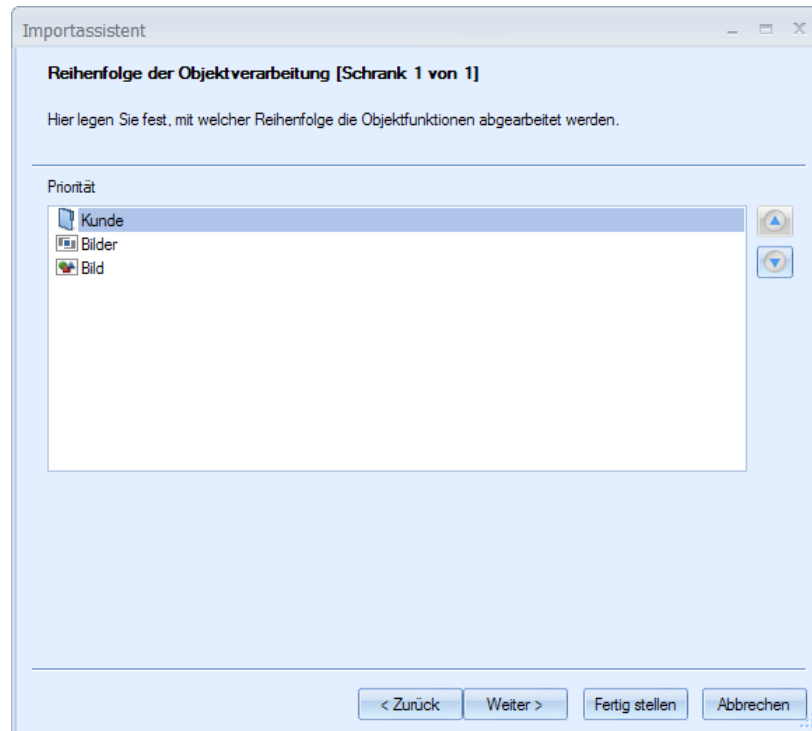 Importassistent
Reihenfolge der Objektverarbeitung [Schrank 1 von 1]
Hier legen Sie fest, mit welcher Reihenfolge die Objektfunktionen abgearbeitet werden.
Priorität
Kunde
Bilder
Bild
< Zurück Weiter > Fertig stellen Abbrechen